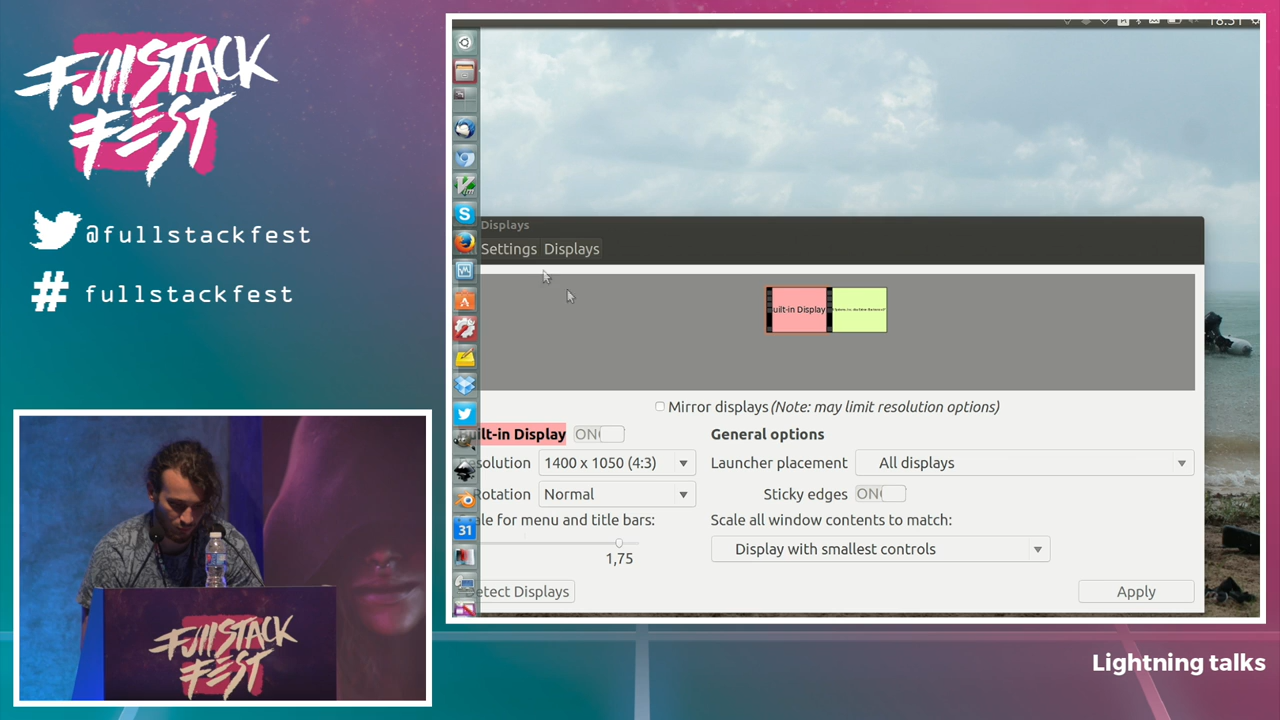 FullSTACK
FEST
@fullstackfest
# fullstackfest
18:51
Displays
Settings Displays
uilt-in Display
Mirror displays (Note: may limit resolution options)
uilt-in Display
ON
General options
solution
1400 x 1050 (4:3)
Launcher placement
All displays
Rotation
Normal
Sticky edges
ON
le for menu and title bars:
Scale all window contents to match:
1,75
Display with smallest controls
etect Displays
Apply
31
FullSTACK
FEST
Lightning talks